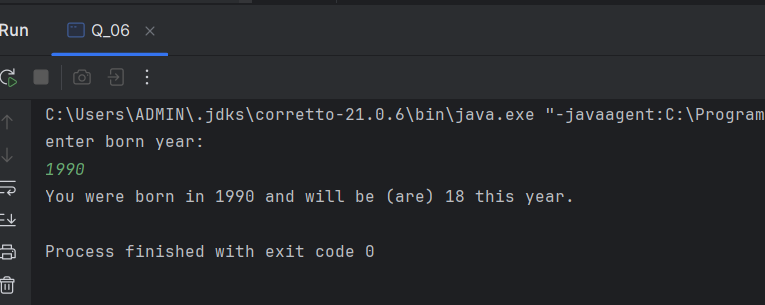 Run Q_06
C:\Users\ADMIN\.jdks\corretto-21.0.6\bin\java.exe "-javaagent:C:\Program
enter born year:
1990
You were born in 1990 and will be (are) 18 this year.
Process finished with exit code 0